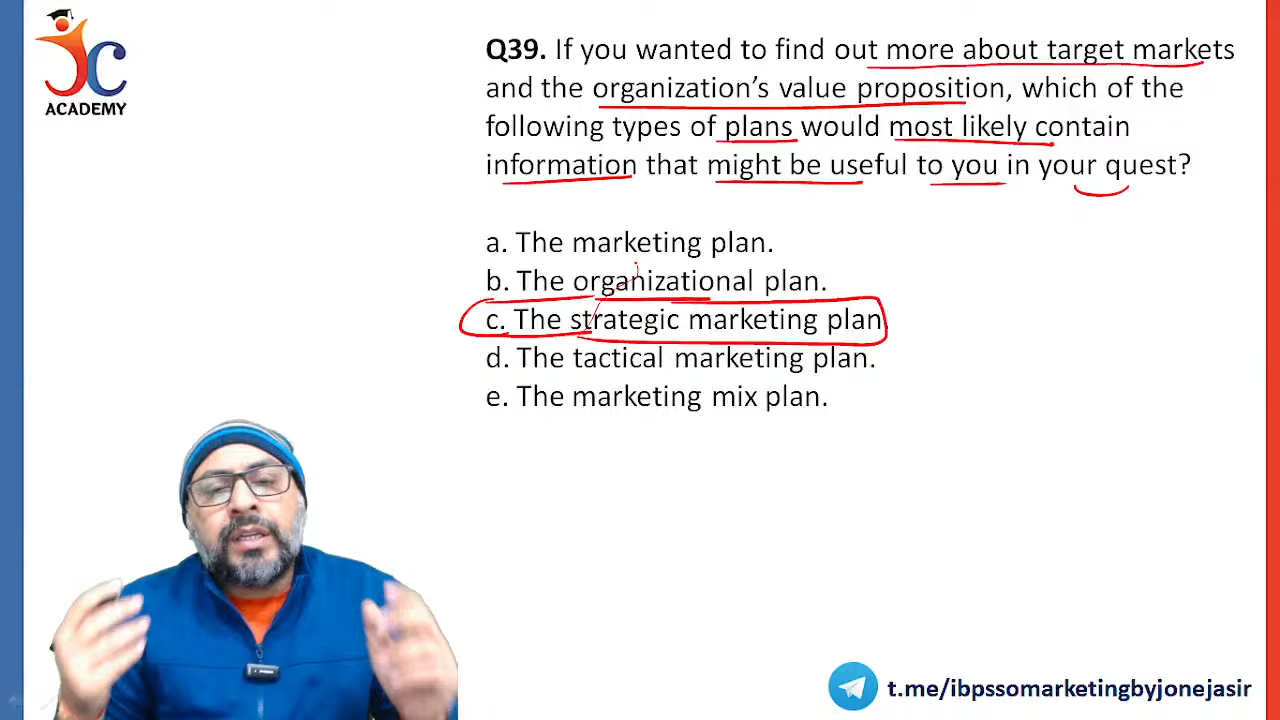 JC
ACADEMY
Q39. If you wanted to find out more about target markets
and the organization's value proposition, which of the
following types of plans would most likely contain
information that might be useful to you in your quest?
a. The marketing plan.
b. The organizational plan.
c. The strategic marketing plan.
d. The tactical marketing plan.
e. The marketing mix plan.
t.me/ibpssomarketingbyjonejasir